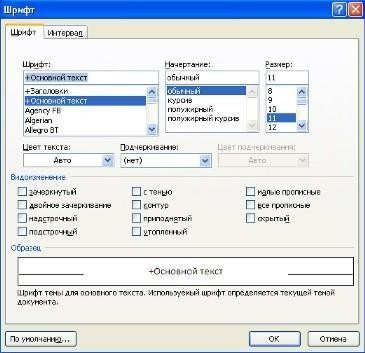 Шрифт
Шрифт Интервал
Шрифт: Начертание: Размер:
+Основной текст обычный 11
+Заголовки обычный 8
+Основной текст курсив 9
Agency FB полужирный 10
Algerian полужирный курсив 11
Allegro BT 12
Цвет текста: Подчеркивание: Цвет подчеркивания:
Авто (нет) Авто
Видоизменение
зачеркнутый с тенью малые прописные
двойное зачеркивание контур все прописные
надстрочный приподнятый скрытый
подстрочный утопленный
Образец
+Основной текст
Шрифт темы для основного текста. Используемый шрифт определяется текущей темой
документа.
По умолчанию... ОК Отмена